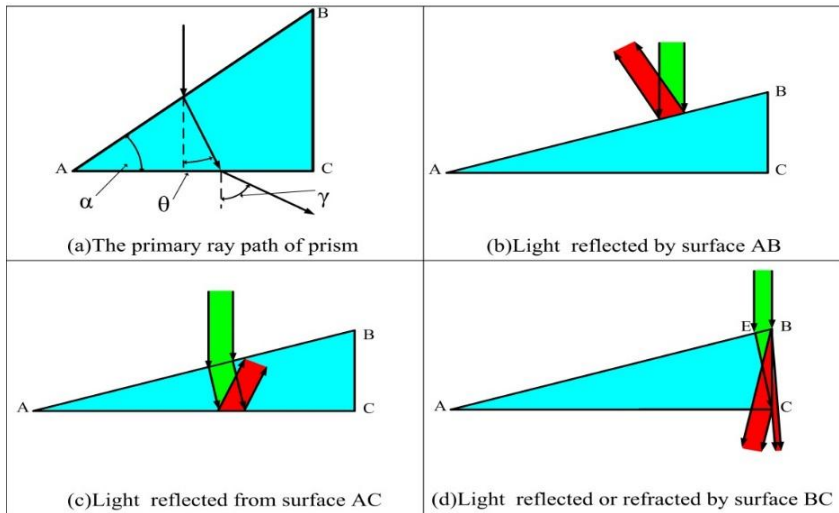 B
A
C
α
θ
γ
(a)The primary ray path of prism
B
A
C
(b)Light reflected by surface AB
B
A
C
(c)Light reflected from surface AC
E
B
A
C
(d)Light reflected or refracted by surface BC